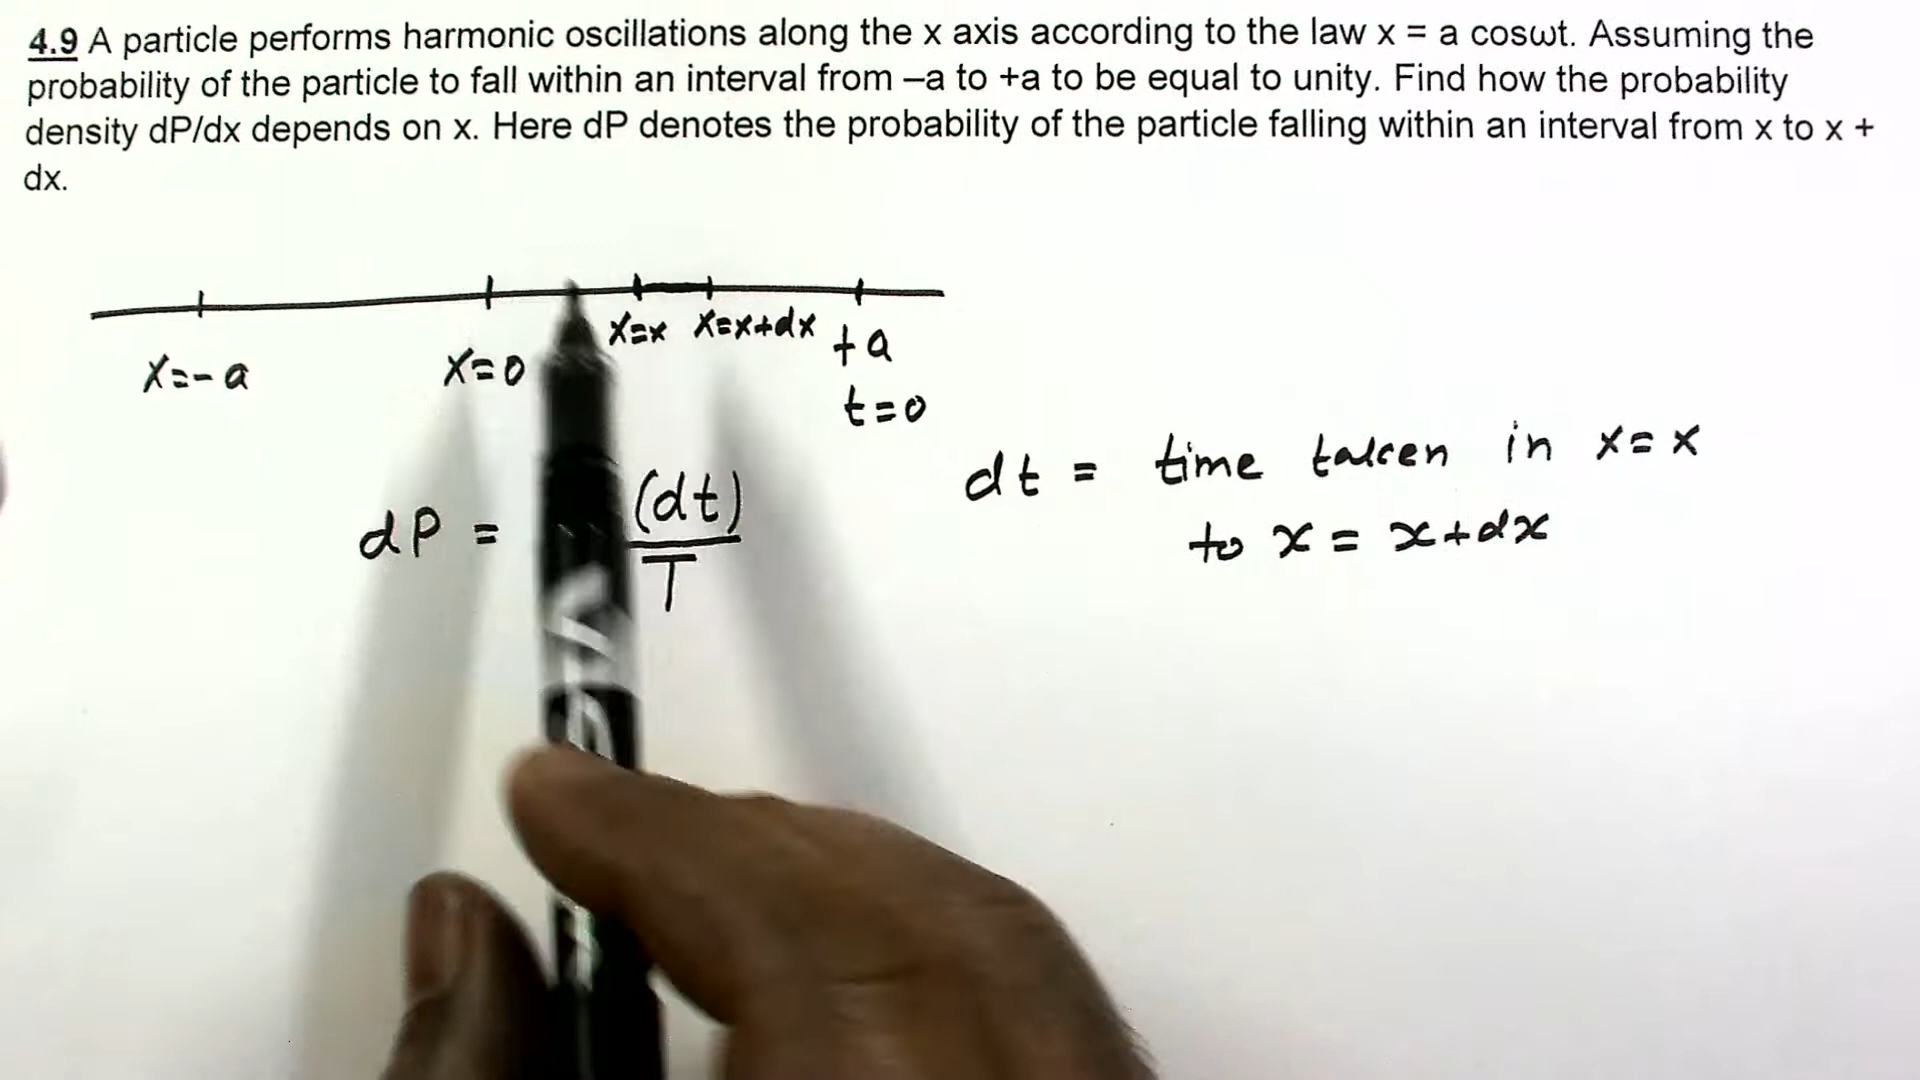 4.9 A particle performs harmonic oscillations along the x axis according to the law x = a cosωt. Assuming the
probability of the particle to fall within an interval from –a to +a to be equal to unity. Find how the probability
density dP/dx depends on x. Here dP denotes the probability of the particle falling within an interval from x to x +
dx.
x=-a x=0 x=x x=x+dx +a
t=0
dP = (dt)
T
dt = time taken in x=x
to x = x+dx